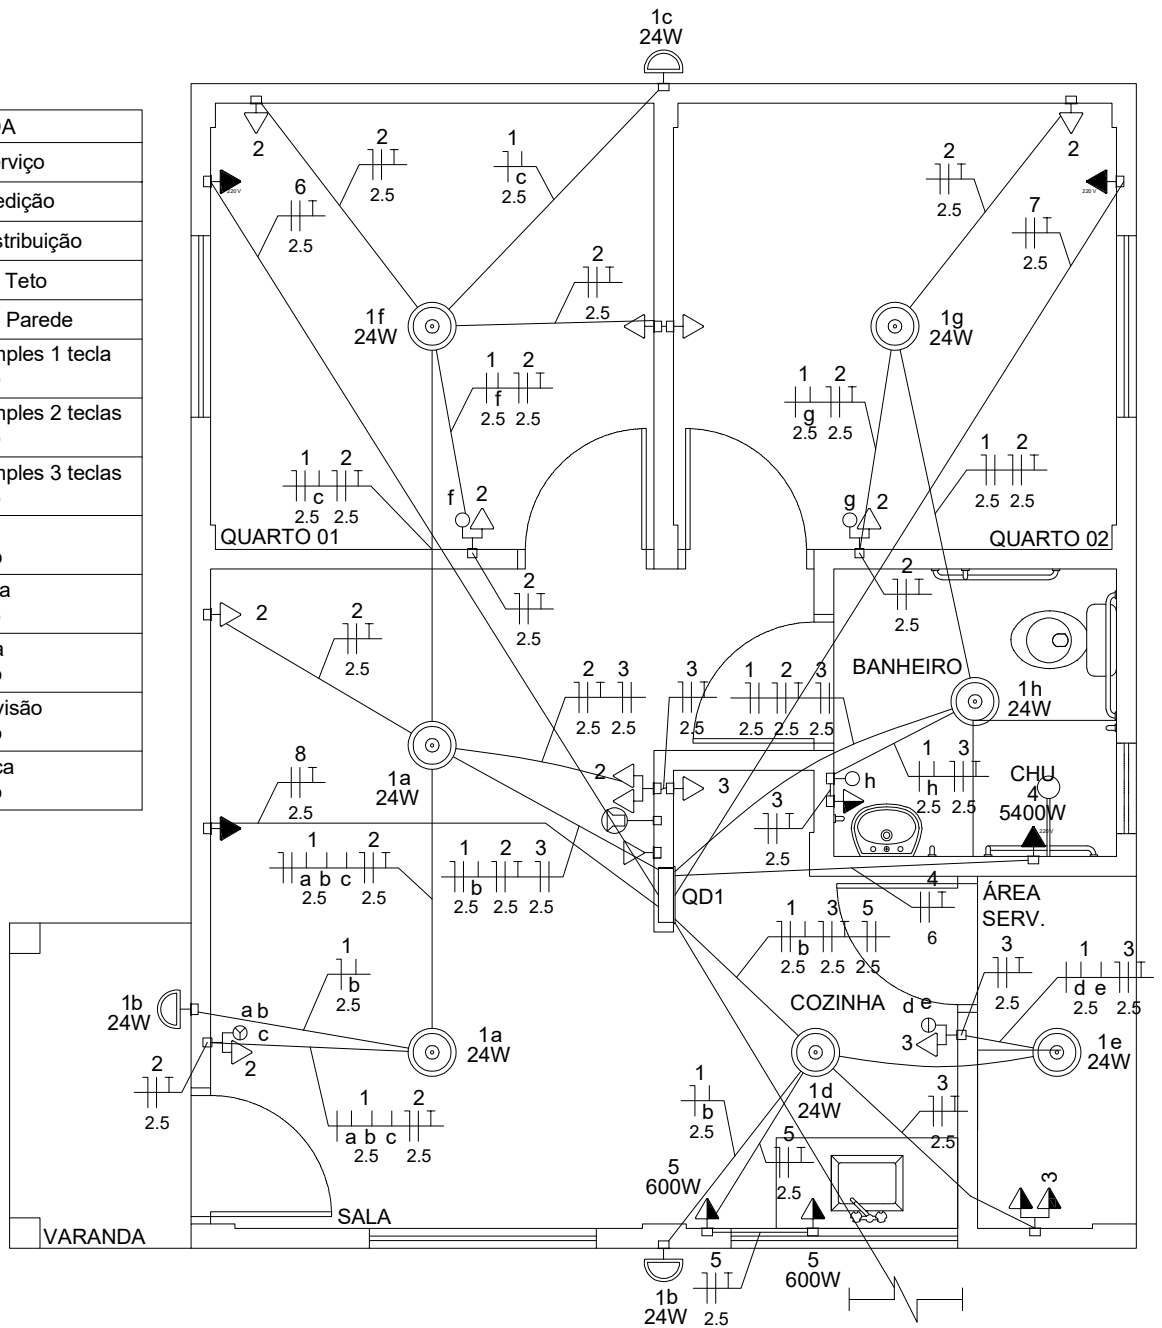 DA
erviço
edição
stribuição
Teto
Parede
mples 1 tecla
mples 2 teclas
mples 3 teclas
a
a
visão
ca
1c
24W
2
2
2.5
1
c
2.5
6
2.5
220 V
2
2.5
1f
24W
1 2
f
2.5 2.5
1 2
c
2.5 2.5
f 2
QUARTO 01
2
2.5
2
2
2.5
7
2.5
220 V
1g
24W
1 2
g
2.5 2.5
1 2
2.5 2.5
g 2
QUARTO 02
2
2.5
2
2
2.5
2 3
2.5 2.5
3
2.5
1 2 3
2.5 2.5 2.5
BANHEIRO
1h
24W
1a
24W
8
2.5
2
3
3
2.5
h
1 3
h
2.5 2.5
CHU
4
5400W
220 V
1 2
a b c
2.5 2.5
1 2 3
b
2.5 2.5 2.5
QD1
4
6
ÁREA
SERV.
1 3 5
b
2.5 2.5 2.5
COZINHA
3
2.5
1 3
d e
2.5 2.5
d e
3
1e
24W
1
b
2.5
1b
24W
a b
c
2
2
2.5
1a
24W
1 2
a b c
2.5 2.5
1d
24W
1
b
2.5
3
2.5
5
2.5
5
600W
3
SALA
VARANDA
5
600W
1b
24W
5
2.5